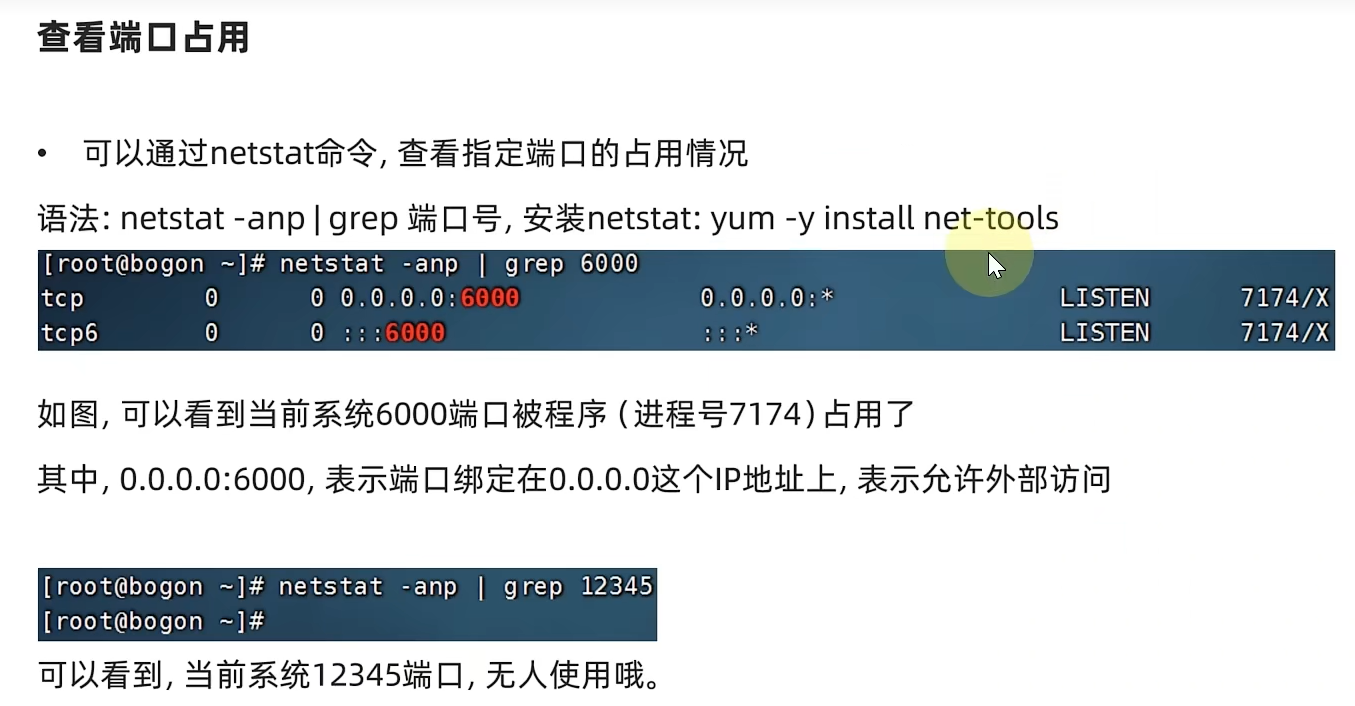 查看端口占用
• 可以通过netstat命令, 查看指定端口的占用情况
语法: netstat -anp | grep 端口号, 安装netstat: yum -y install net-tools
[root@bogon ~]# netstat -anp | grep 6000
tcp 0 0 0.0.0.0:6000 0.0.0.0:* LISTEN 7174/X
tcp6 0 0 :::6000 :::* LISTEN 7174/X
如图, 可以看到当前系统6000端口被程序 (进程号7174) 占用了
其中, 0.0.0.0:6000, 表示端口绑定在0.0.0.0这个IP地址上, 表示允许外部访问
[root@bogon ~]# netstat -anp | grep 12345
[root@bogon ~]#
可以看到, 当前系统12345端口, 无人使用哦。